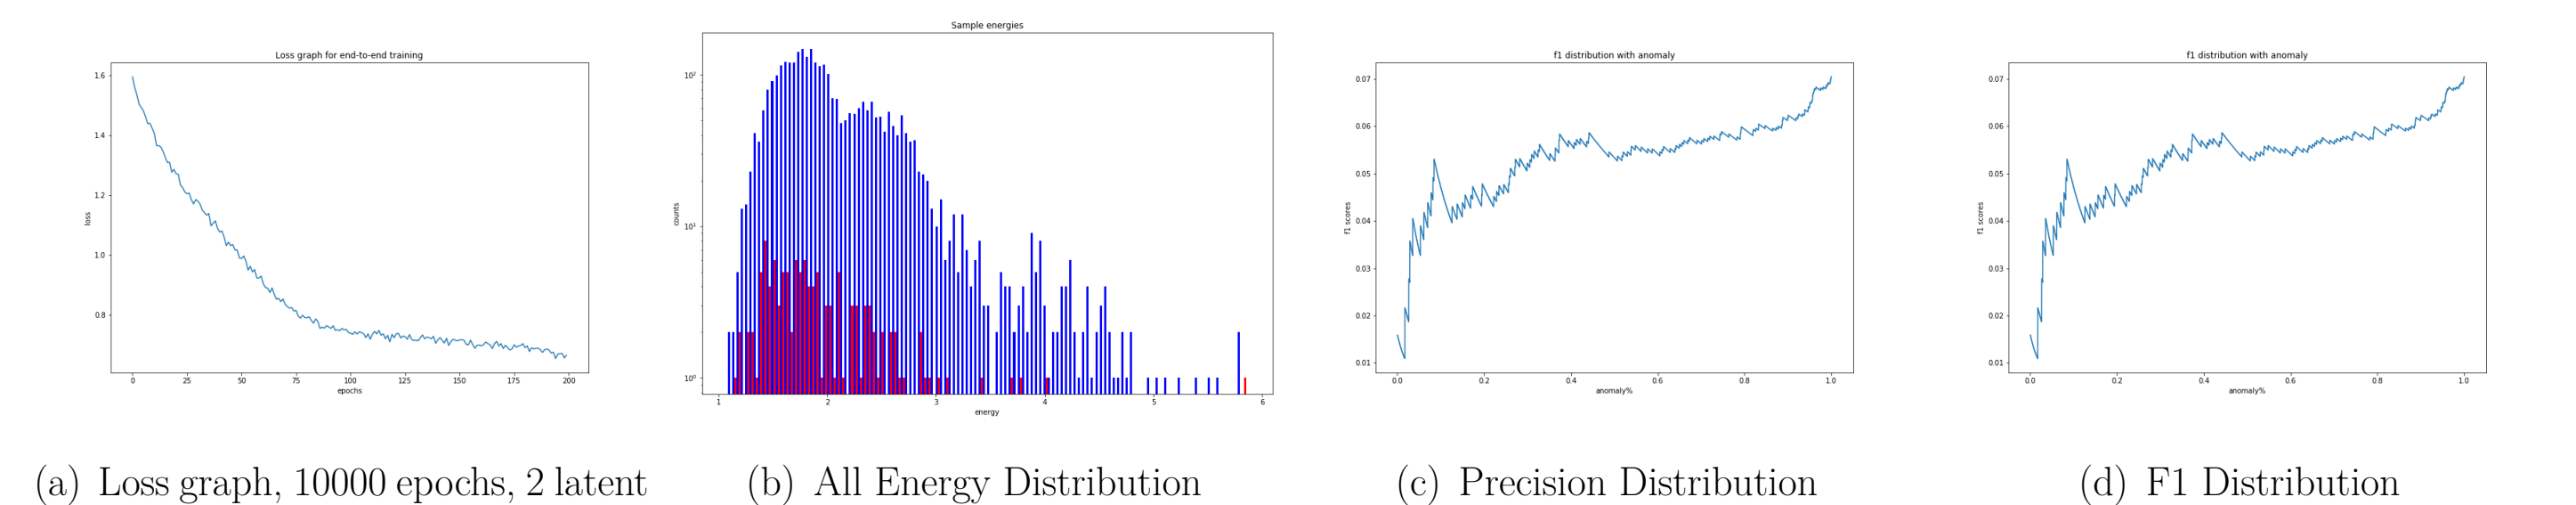 Loss graph for end-to-end training
1.6
1.4
1.2
1.0
0.8
loss
0 25 50 75 100 125 150 175 200
epochs
(a) Loss graph, 10000 epochs, 2 latent
Sample energies
10²
10¹
10⁰
counts
1 2 3 4 5 6
energy
(b) All Energy Distribution
f1 distribution with anomaly
0.07
0.06
0.05
0.04
0.03
0.02
0.01
f1 scores
0.0 0.2 0.4 0.6 0.8 1.0
anomaly%
(c) Precision Distribution
f1 distribution with anomaly
0.07
0.06
0.05
0.04
0.03
0.02
0.01
f1 scores
0.0 0.2 0.4 0.6 0.8 1.0
anomaly%
(d) F1 Distribution